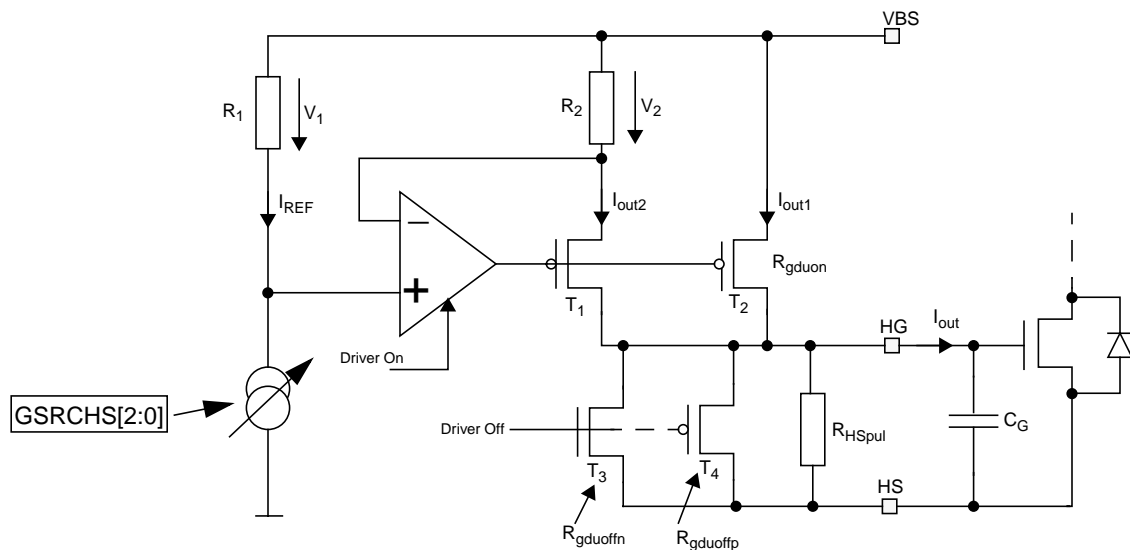 VBS
R1
V1
R2
V2
IREF
Iout2
Iout1
−
+
T1
T2
Rgduon
Driver On
HG
Iout
GSRCHS[2:0]
Driver Off
T3
T4
RHSpul
CG
HS
Rgduoffn
Rgduoffp